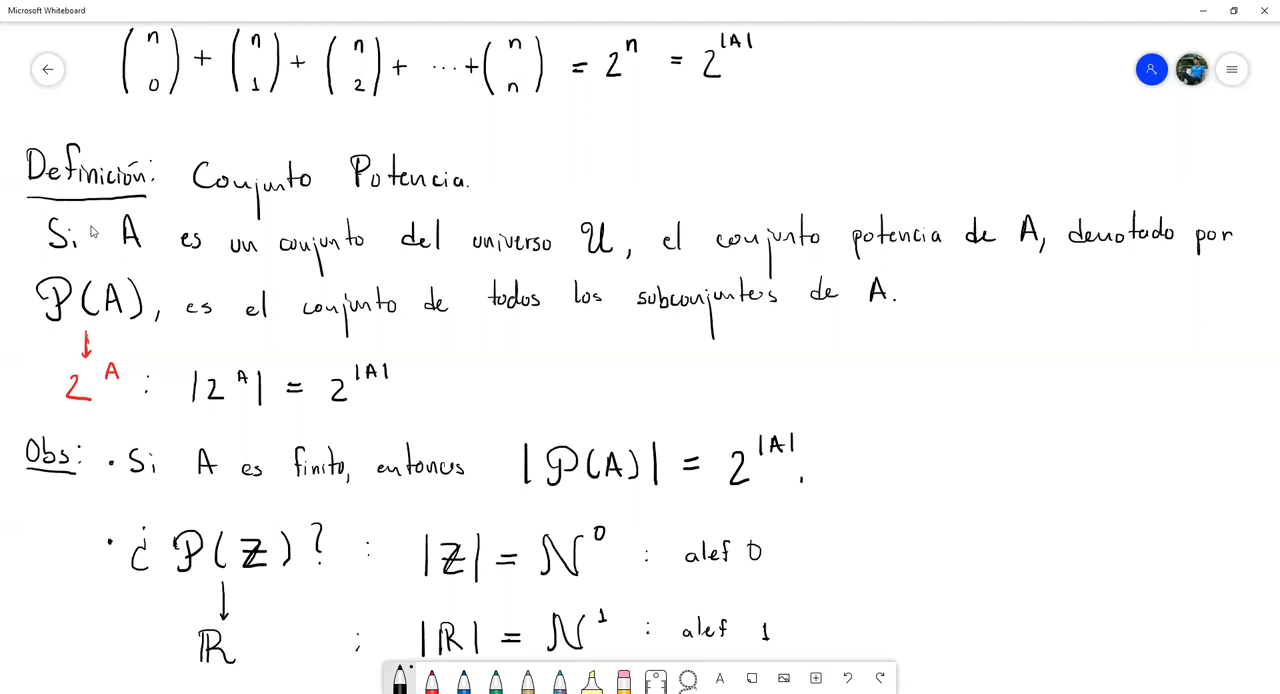 Microsoft Whiteboard
(n 0) + (n 1) + (n 2) + ... + (n n) = 2^n = 2^|A|
Definición: Conjunto Potencia.
Si A es un conjunto del universo U, el conjunto potencia de A, denotado por
P(A), es el conjunto de todos los subconjuntos de A.
2^A : |2^A| = 2^|A|
Obs: • Si A es finito, entonces |P(A)| = 2^|A|.
• ¿P(ℤ)? : |ℤ| = ℵ^0 : alef 0
↓
ℝ ; |ℝ| = ℵ^1 : alef 1